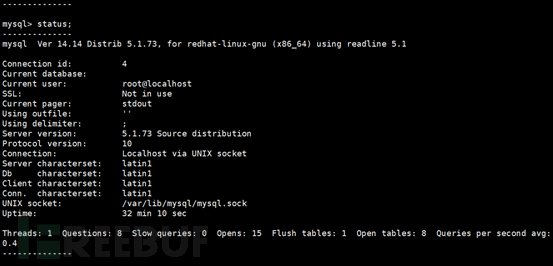 --------------
mysql> status;
--------------
mysql  Ver 14.14 Distrib 5.1.73, for redhat-linux-gnu (x86_64) using readline 5.1
Connection id:          4
Current database:
Current user:           root@localhost
SSL:                    Not in use
Current pager:          stdout
Using outfile:          ''
Using delimiter:        ;
Server version:         5.1.73 Source distribution
Protocol version:       10
Connection:             Localhost via UNIX socket
Server characterset:    latin1
Db     characterset:    latin1
Client characterset:    latin1
Conn.  characterset:    latin1
UNIX socket:            /var/lib/mysql/mysql.sock
Uptime:                 32 min 10 sec
Threads: 1  Questions: 8  Slow queries: 0  Opens: 15  Flush tables: 1  Open tables: 8  Queries per second avg:
0.4
--------------
FREEBUF